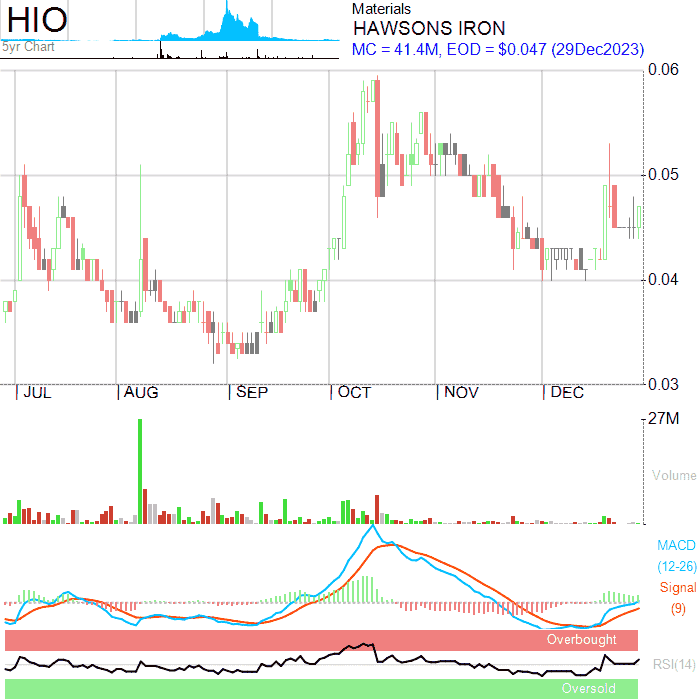 HIO
5yr Chart
Materials
HAWSONS IRON
MC = 41.4M, EOD = $0.047 (29Dec2023)
0.06
0.05
0.04
0.03
JUL AUG SEP OCT NOV DEC
27M
Volume
MACD
(12-26)
Signal
(9)
Overbought
RSI(14)
Oversold